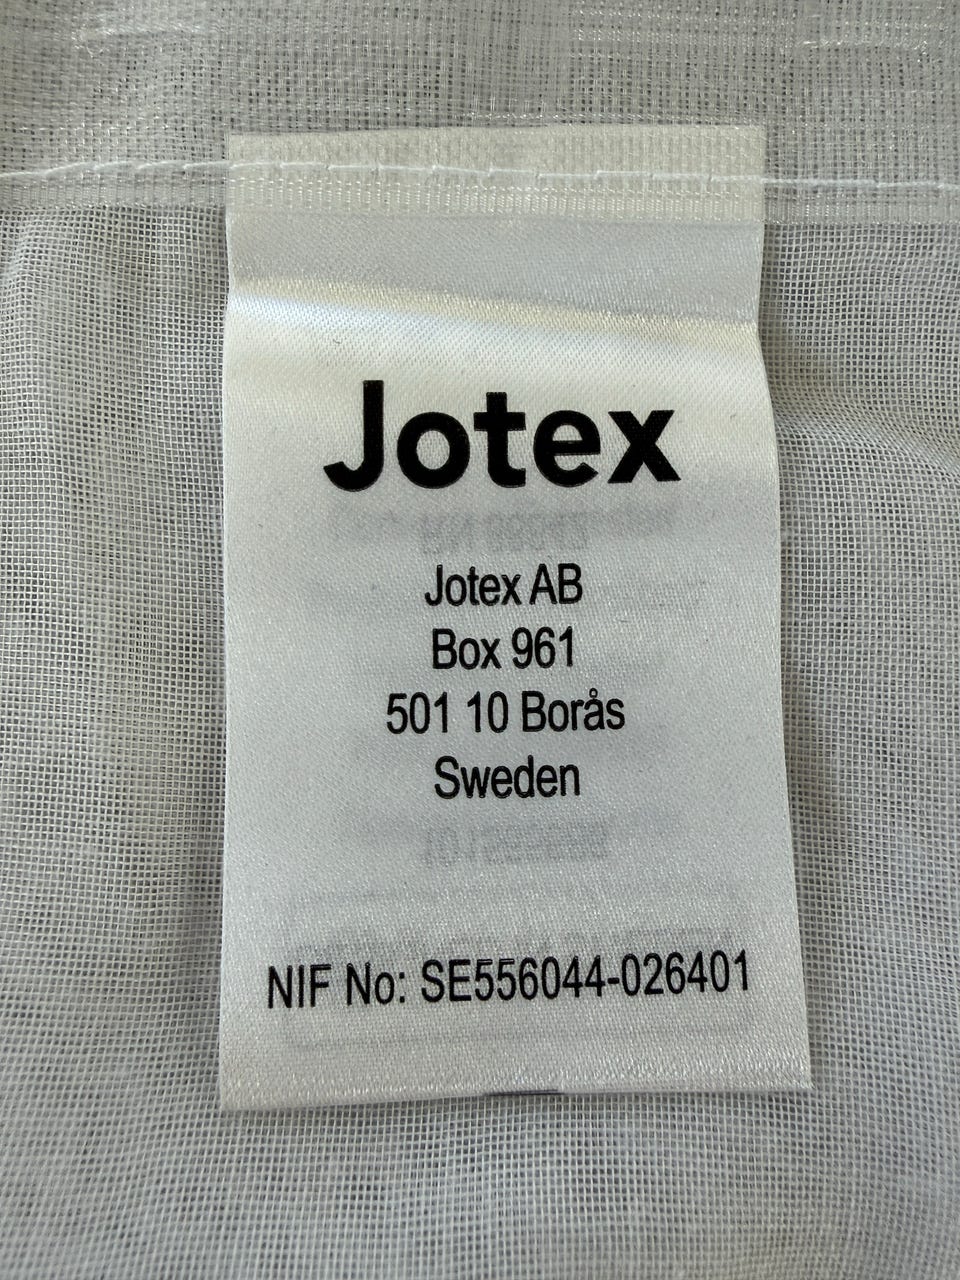 Jotex
Jotex AB
Box 961
501 10 Borås
Sweden
NIF No: SE556044-026401